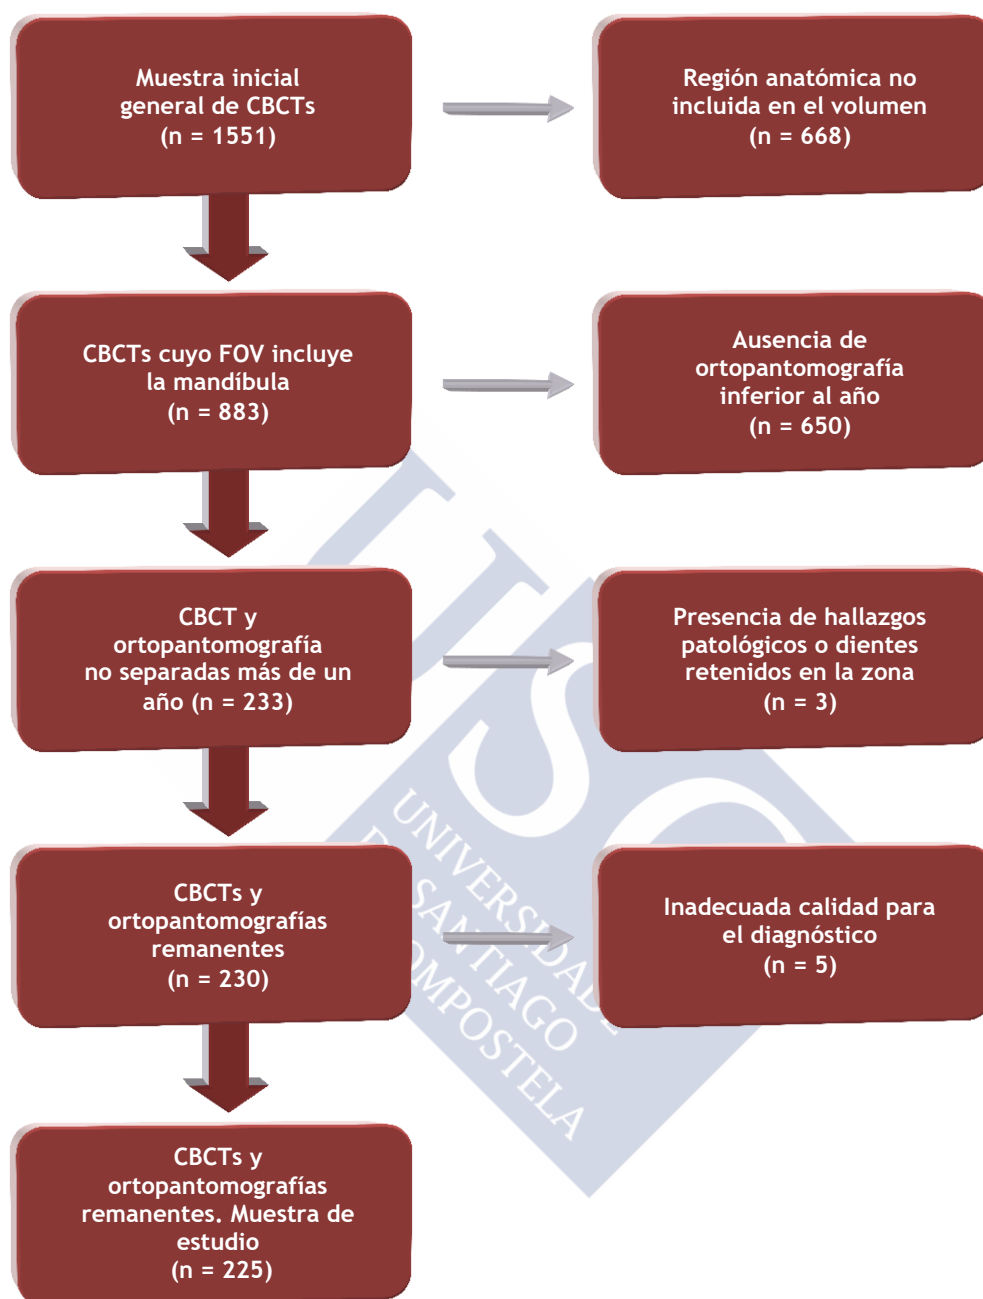 Muestra inicial
general de CBCTs
(n = 1551)
Región anatómica no
incluida en el volumen
(n = 668)
CBCTs cuyo FOV incluye
la mandíbula
(n = 883)
Ausencia de
ortopantomografía
inferior al año
(n = 650)
CBCT y
ortopantomografía
no separadas más de un
año (n = 233)
Presencia de hallazgos
patológicos o dientes
retenidos en la zona
(n = 3)
CBCTs y
ortopantomografías
remanentes
(n = 230)
Inadecuada calidad para
el diagnóstico
(n = 5)
CBCTs y
ortopantomografías
remanentes. Muestra de
estudio
(n = 225)
USC
UNIVERSIDADE
SANTIAGO